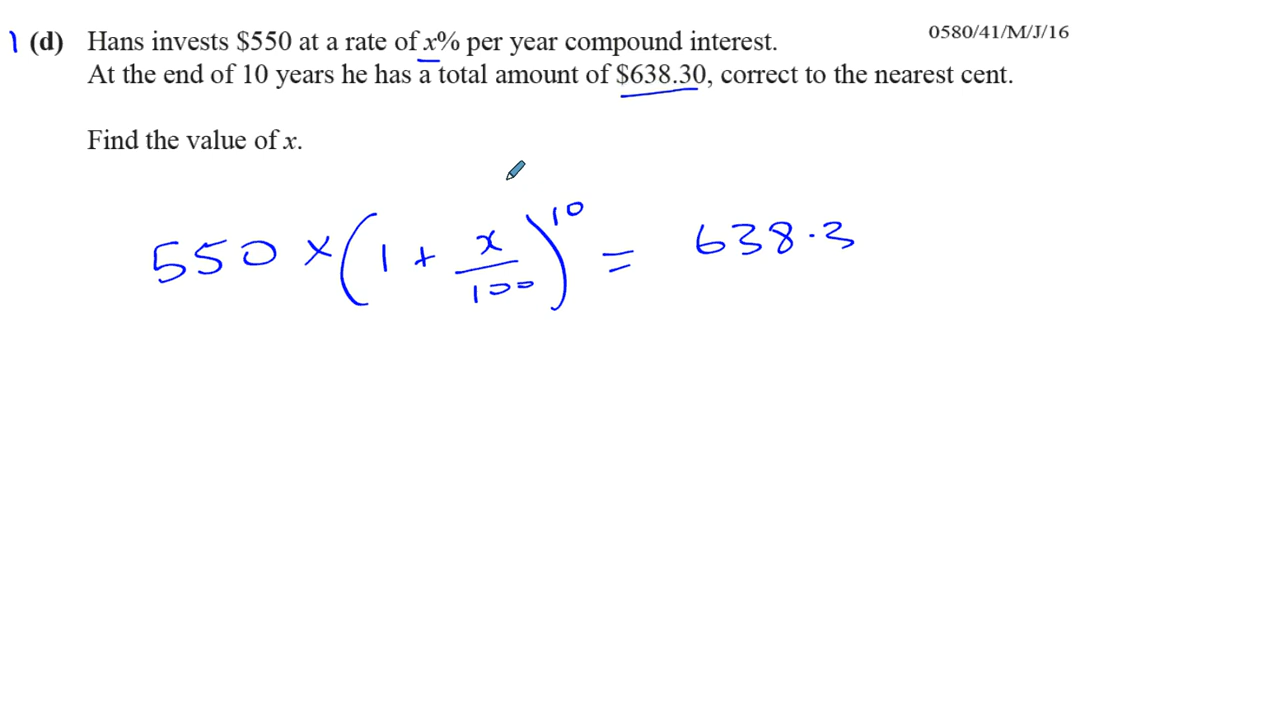 0580/41/M/J/16
1 (d) Hans invests $550 at a rate of x% per year compound interest.
At the end of 10 years he has a total amount of $638.30, correct to the nearest cent.
Find the value of x.
550 × (1 + x/100)^10 = 638.3